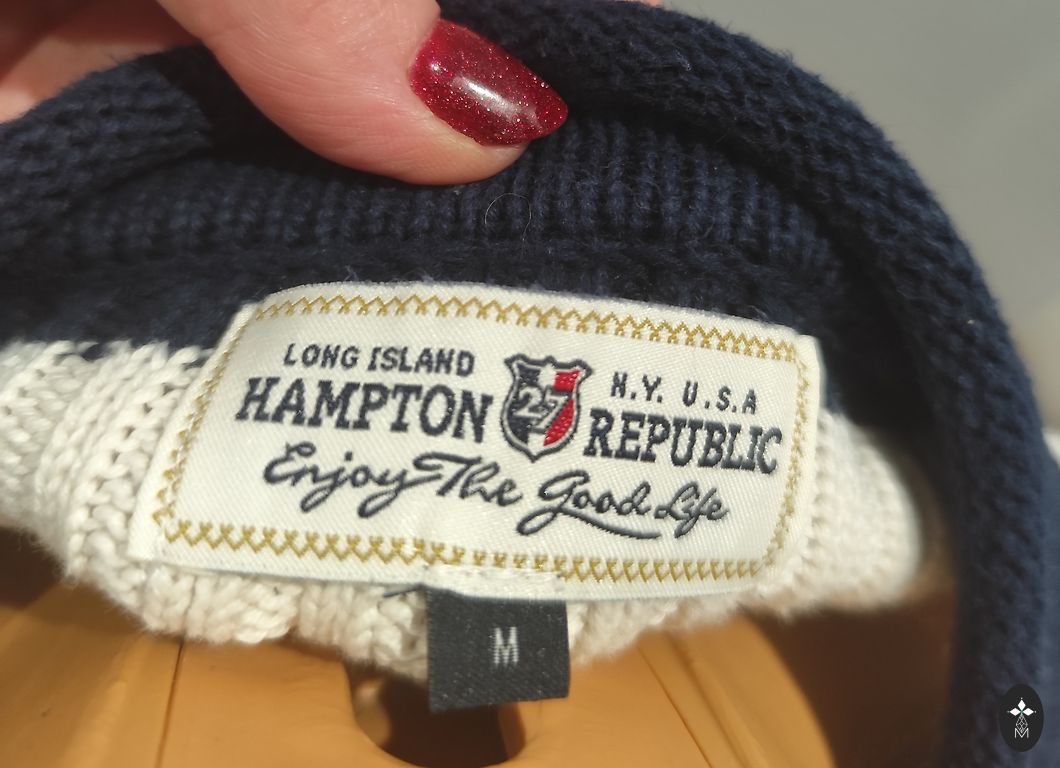 LONG ISLAND N.Y. U.S.A
HAMPTON 27 REPUBLIC
Enjoy The Good Life
M
M